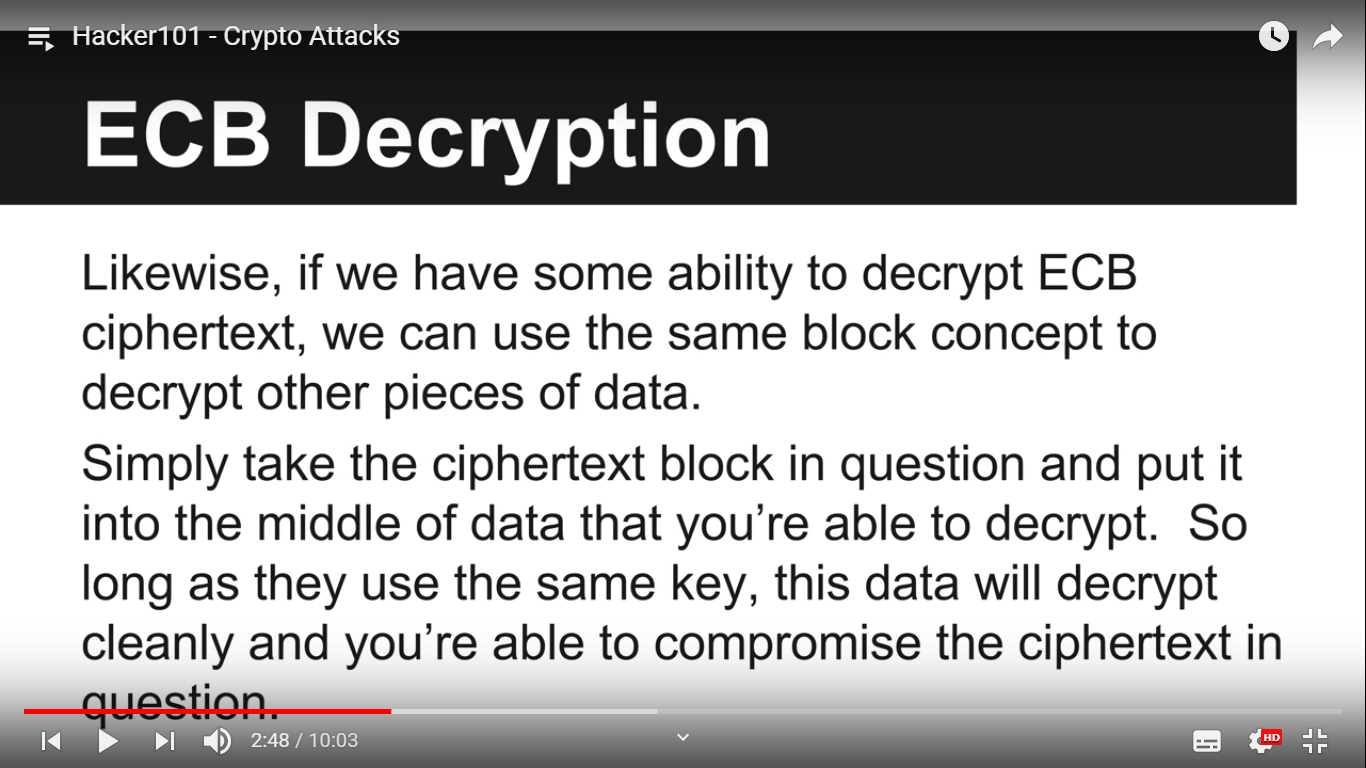 Hacker101 - Crypto Attacks
ECB Decryption
Likewise, if we have some ability to decrypt ECB
ciphertext, we can use the same block concept to
decrypt other pieces of data.
Simply take the ciphertext block in question and put it
into the middle of data that you’re able to decrypt.  So
long as they use the same key, this data will decrypt
cleanly and you’re able to compromise the ciphertext in
question.
2:48 / 10:03
HD